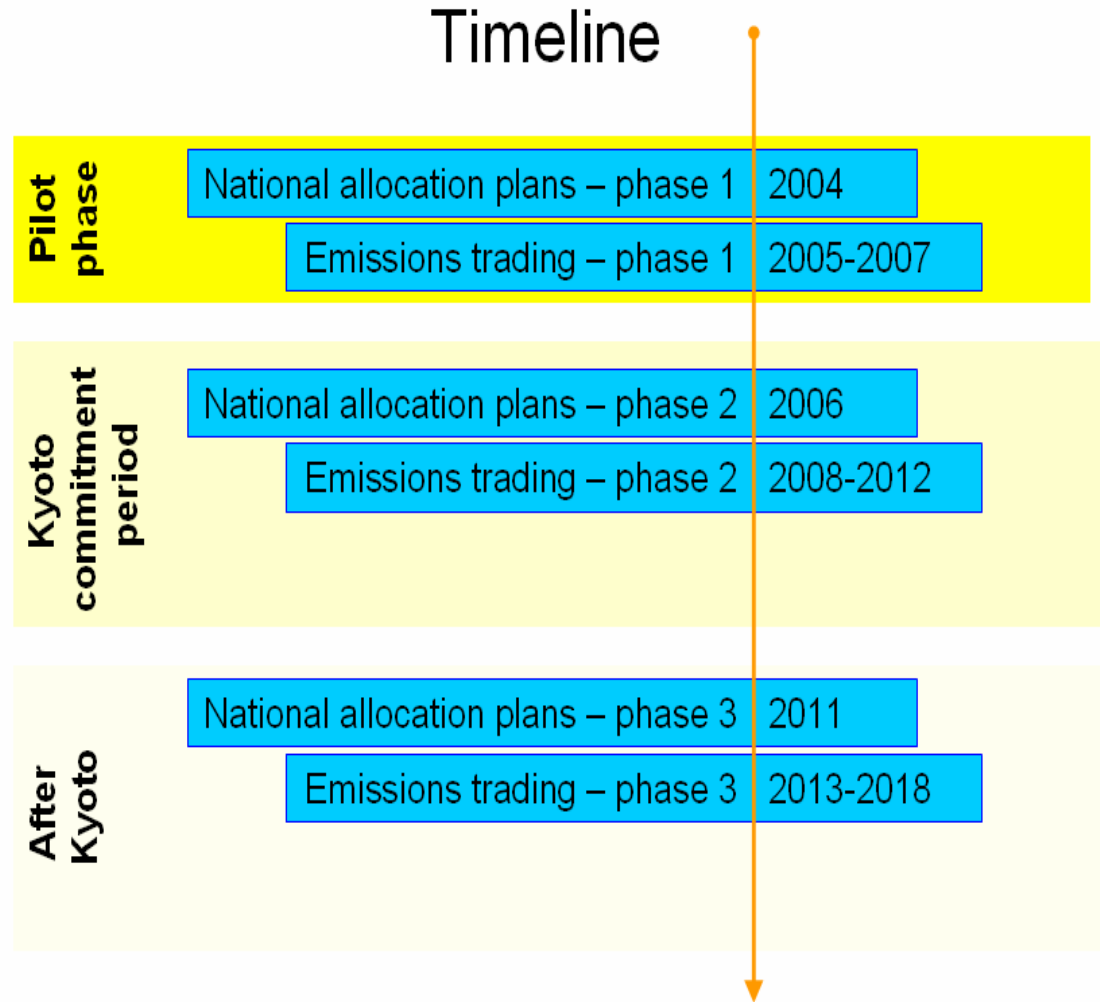 Timeline
Pilot
phase
National allocation plans – phase 1 2004
Emissions trading – phase 1 2005-2007
Kyoto
commitment
period
National allocation plans – phase 2 2006
Emissions trading – phase 2 2008-2012
After
Kyoto
National allocation plans – phase 3 2011
Emissions trading – phase 3 2013-2018